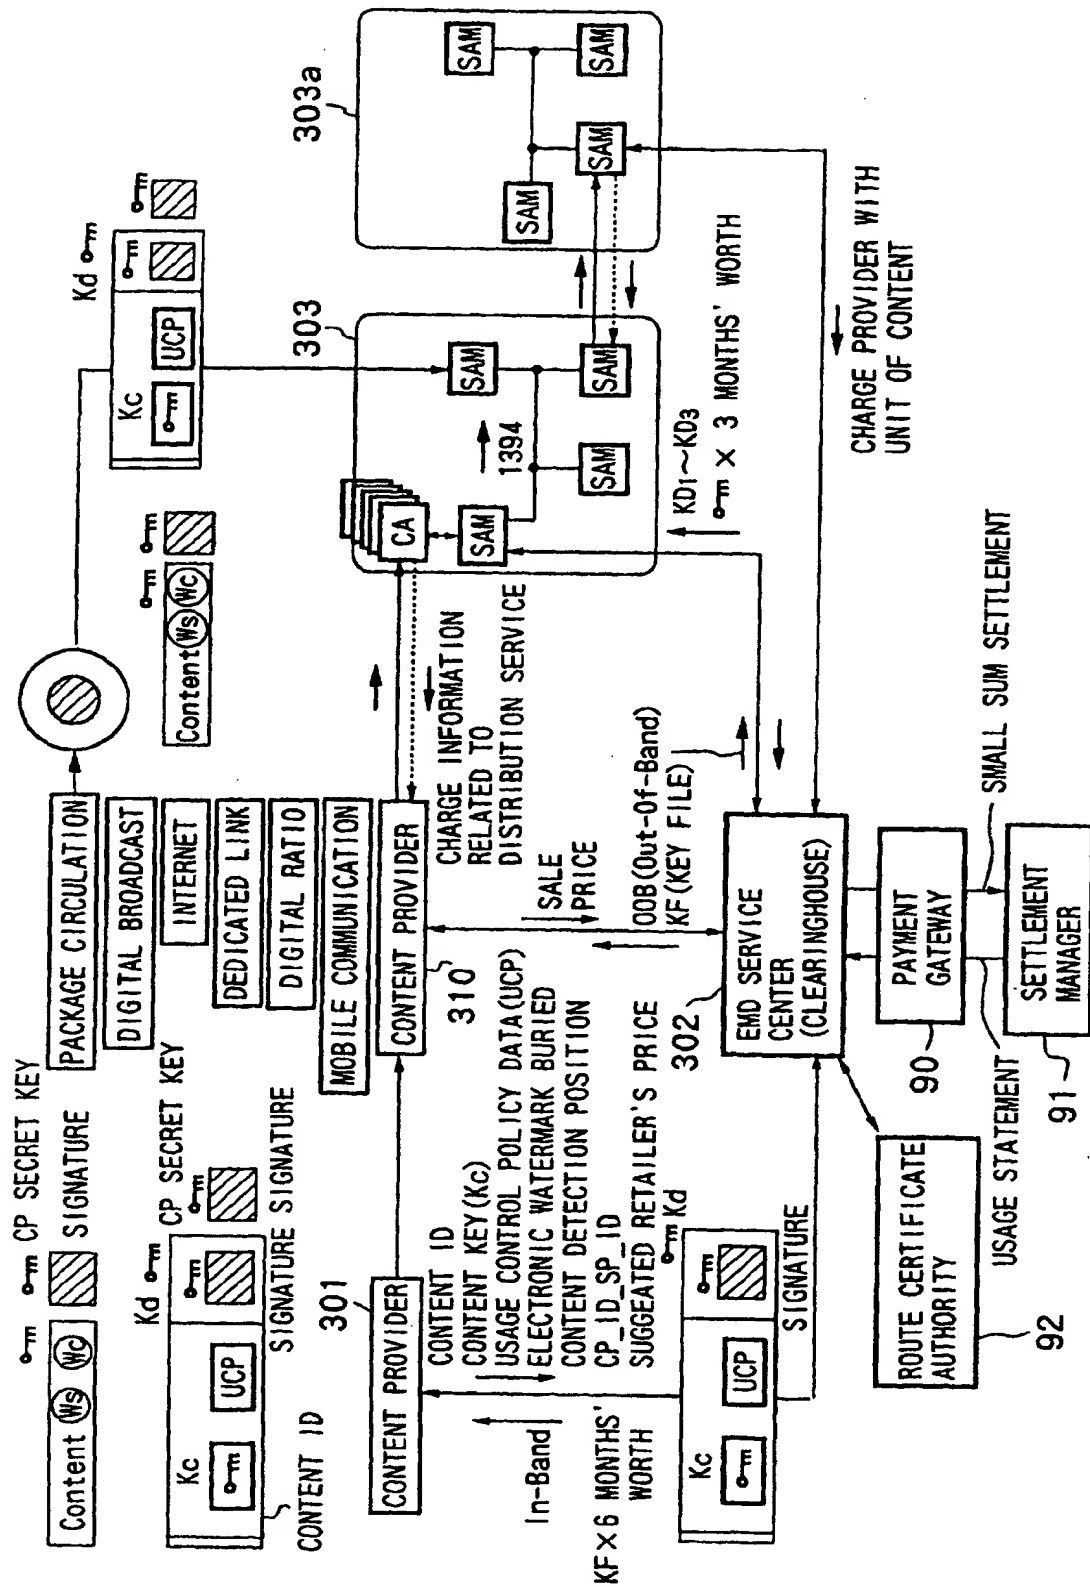 CP SECRET KEY
SIGNATURE
Content Ws Wc
Kd
CP SECRET KEY
Kc
UCP
SIGNATURE SIGNATURE
CONTENT ID
PACKAGE CIRCULATION
DIGITAL BROADCAST
INTERNET
DEDICATED LINK
DIGITAL RATIO
MOBILE COMMUNICATION
Content Ws Wc
Kd
Kc
UCP
301
CONTENT PROVIDER
CONTENT PROVIDER
310
CHARGE INFORMATION
RELATED TO
DISTRIBUTION SERVICE
303
CA
SAM
1394
SAM
SAM
SAM
303a
SAM
SAM
SAM
SAM
CONTENT ID
CONTENT KEY(Kc)
USAGE CONTROL POLICY DATA(UCP)
ELECTRONIC WATERMARK BURIED
CONTENT DETECTION POSITION
CP_ID_SP_ID
SUGGEATED RETAILER'S PRICE
In-Band
KF×6 MONTHS'
WORTH
SALE
PRICE
OOB(Out-Of-Band)
KF(KEY FILE)
KD1~KD3
× 3 MONTHS' WORTH
Kd
Kc
UCP
SIGNATURE
302
EMD SERVICE
CENTER
(CLEARINGHOUSE)
CHARGE PROVIDER WITH
UNIT OF CONTENT
90
PAYMENT
GATEWAY
SMALL SUM SETTLEMENT
USAGE STATEMENT
91
SETTLEMENT
MANAGER
ROUTE CERTIFICATE
AUTHORITY
92